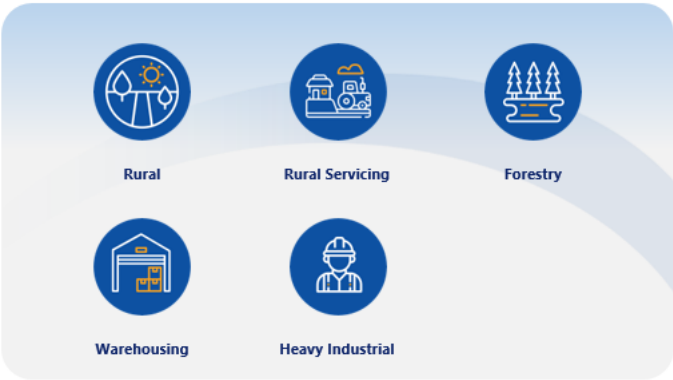 Rural
Rural Servicing
Forestry
Warehousing
Heavy Industrial